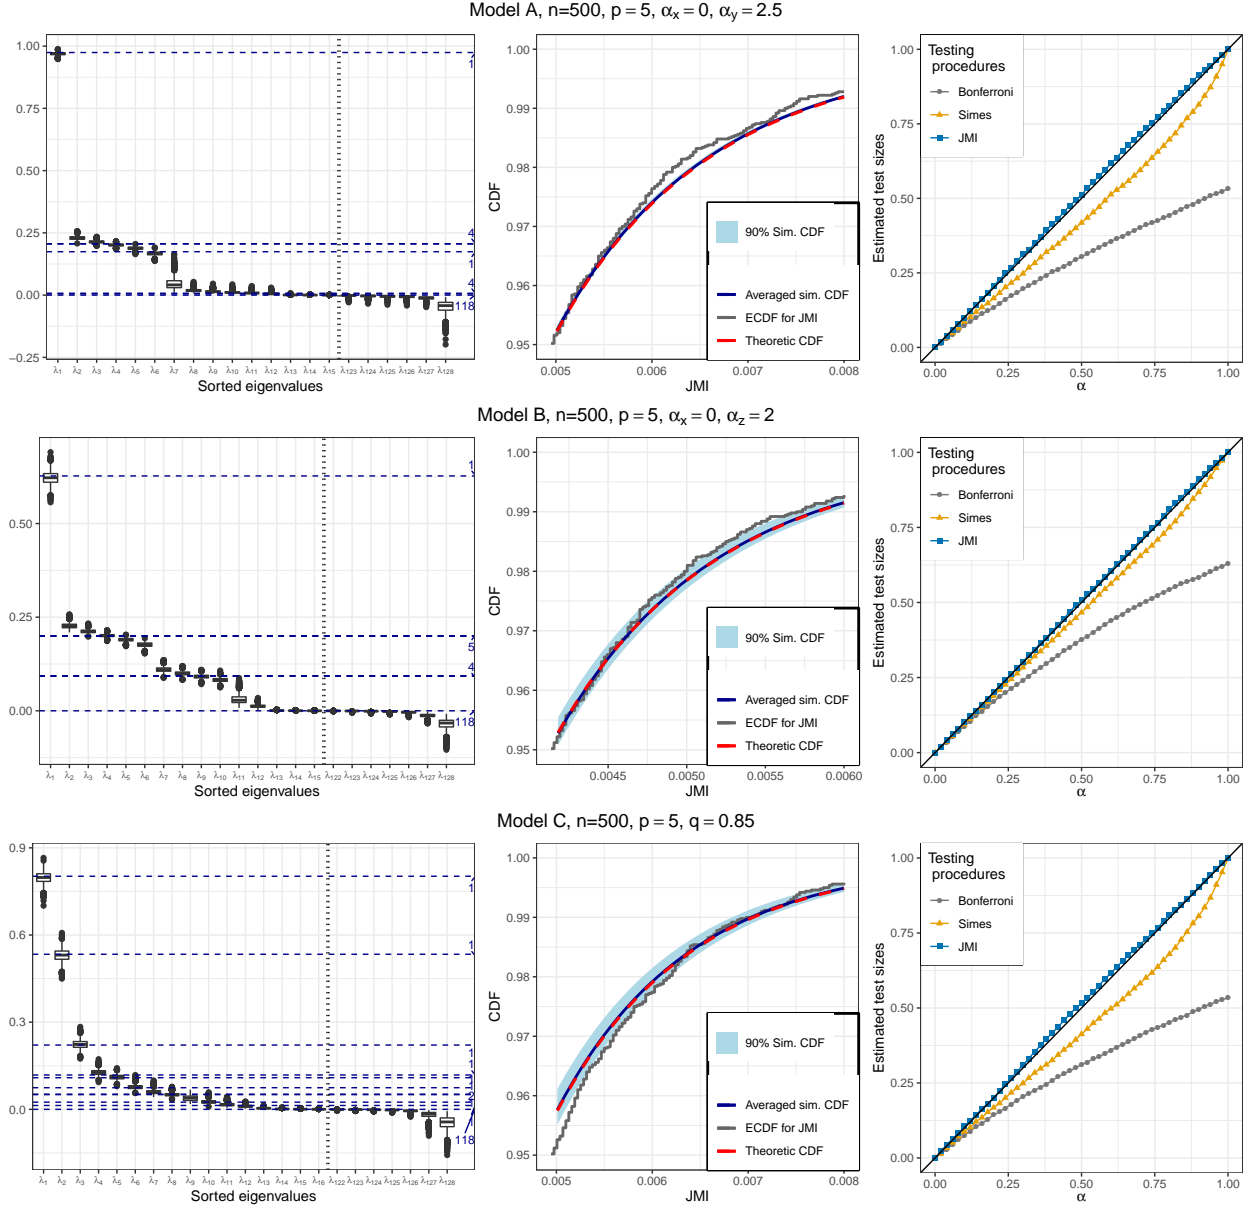 Model A, n=500, p = 5, αx = 0, αy = 2.5
1.00
0.75
0.50
0.25
0.00
−0.25
1
4
1
4
118
λ1 λ2 λ3 λ4 λ5 λ6 λ7 λ8 λ9 λ10 λ11 λ12 λ13 λ14 λ15 λ123 λ124 λ125 λ126 λ127 λ128
Sorted eigenvalues
CDF
1.00
0.99
0.98
0.97
0.96
0.95
90% Sim. CDF
Averaged sim. CDF
ECDF for JMI
Theoretic CDF
0.005 0.006 0.007 0.008
JMI
Estimated test sizes
1.00
0.75
0.50
0.25
0.00
Testing
procedures
Bonferroni
Simes
JMI
0.00 0.25 0.50 0.75 1.00
α
Model B, n=500, p = 5, αx = 0, αz = 2
0.50
0.25
0.00
1
5
4
118
λ1 λ2 λ3 λ4 λ5 λ6 λ7 λ8 λ9 λ10 λ11 λ12 λ13 λ14 λ15 λ122 λ123 λ124 λ125 λ126 λ127 λ128
Sorted eigenvalues
CDF
1.00
0.99
0.98
0.97
0.96
0.95
90% Sim. CDF
Averaged sim. CDF
ECDF for JMI
Theoretic CDF
0.0045 0.0050 0.0055 0.0060
JMI
Estimated test sizes
1.00
0.75
0.50
0.25
0.00
Testing
procedures
Bonferroni
Simes
JMI
0.00 0.25 0.50 0.75 1.00
α
Model C, n=500, p = 5, q = 0.85
0.9
0.6
0.3
0.0
1
1
1
1
118
λ1 λ2 λ3 λ4 λ5 λ6 λ7 λ8 λ9 λ10 λ11 λ12 λ13 λ14 λ15 λ16 λ122 λ123 λ124 λ125 λ126 λ127 λ128
Sorted eigenvalues
CDF
1.00
0.99
0.98
0.97
0.96
0.95
90% Sim. CDF
Averaged sim. CDF
ECDF for JMI
Theoretic CDF
0.005 0.006 0.007 0.008
JMI
Estimated test sizes
1.00
0.75
0.50
0.25
0.00
Testing
procedures
Bonferroni
Simes
JMI
0.00 0.25 0.50 0.75 1.00
α